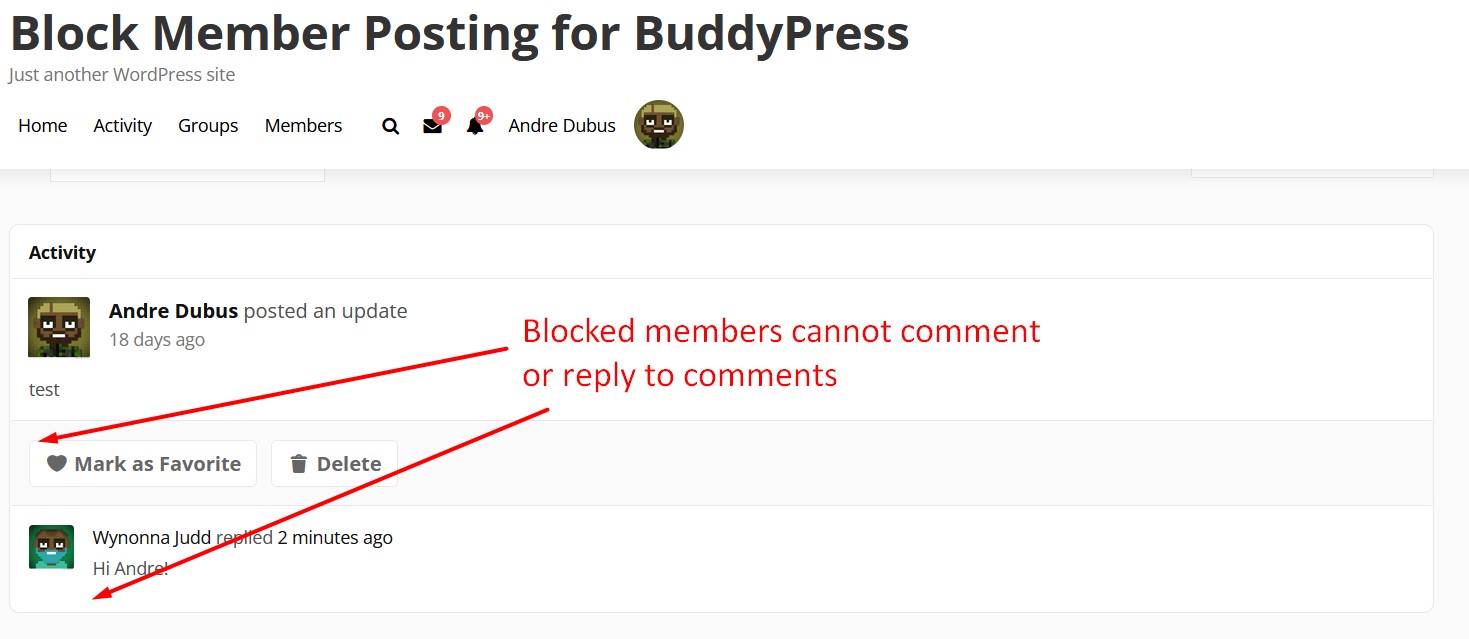 Block Member Posting for BuddyPress
Just another WordPress site
Home Activity Groups Members 9 9+ Andre Dubus
Activity
Andre Dubus posted an update
18 days ago
Blocked members cannot comment
or reply to comments
test
Mark as Favorite Delete
Wynonna Judd replied 2 minutes ago
Hi Andre!